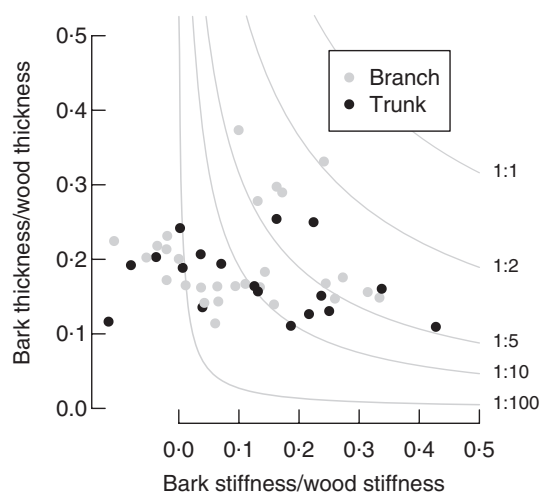 0·5
0·4
0·3
0·2
0·1
0·0
Bark thickness/wood thickness
Branch
Trunk
1:1
1:2
1:5
1:10
1:100
0·0 0·1 0·2 0·3 0·4 0·5
Bark stiffness/wood stiffness